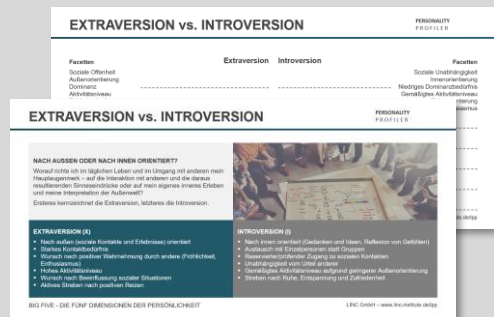 EXTRAVERSION vs. INTROVERSION
PERSONALITY
PROFILER
Facetten
Extraversion Introversion
Facetten
Soziale Offenheit
Soziale Unabhängigkeit
Außenorientierung
Innenorientierung
Dominanz
Niedriges Dominanzbedürfnis
Aktivitätsniveau
Gemäßigtes Aktivitätsniveau
EXTRAVERSION vs. INTROVERSION
PERSONALITY
PROFILER
NACH AUSSEN ODER NACH INNEN ORIENTIERT?
Worauf richte ich im täglichen Leben und im Umgang mit anderen mein
Hauptaugenmerk – auf die Interaktion mit anderen und die daraus
resultierenden Sinneseindrücke oder auf mein eigenes inneres Erleben
und meine Interpretation der Außenwelt?
Ersteres kennzeichnet die Extraversion, letzteres die Introversion.
EXTRAVERSION (X)
• Nach außen (soziale Kontakte und Erlebnisse) orientiert
• Starkes Kontaktbedürfnis
• Wunsch nach positiver Wahrnehmung durch andere (Fröhlichkeit,
Enthusiasmus)
• Hohes Aktivitätsniveau
• Wunsch nach Beeinflussung sozialer Situationen
• Aktives Streben nach positiven Reizen
INTROVERSION (I)
• Nach innen orientiert (Gedanken und Ideen, Reflexion von Gefühlen)
• Austausch mit Einzelpersonen statt Gruppen
• Reservierter/prüfender Zugang zu sozialen Kontakten
• Unabhängigkeit vom Urteil anderer
• Gemäßigtes Aktivitätsniveau aufgrund geringerer Außenorientierung
• Streben nach Ruhe, Entspannung und Zufriedenheit
BIG FIVE - DIE FÜNF DIMENSIONEN DER PERSÖNLICHKEIT
LINC GmbH – www.linc-institute.de/lpp